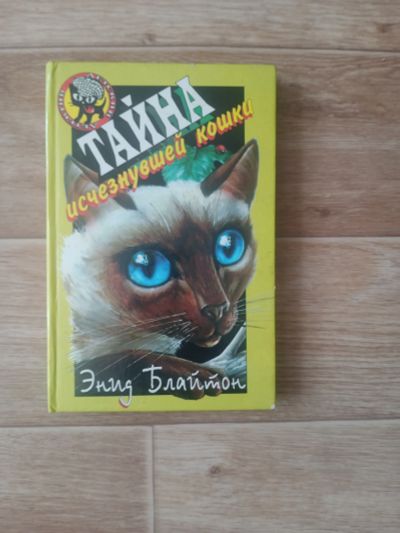 ТАЙНА
исчезнувшей кошки
Энид Блайтон